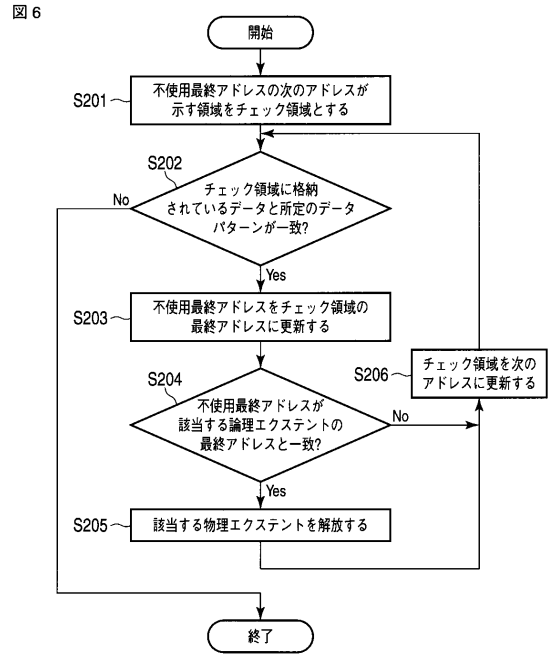 図 6
開始
S201
不使用最終アドレスの次のアドレスが
示す領域をチェック領域とする
S202
チェック領域に格納
されているデータと所定のデータ
パターンが一致?
No
Yes
S203
不使用最終アドレスをチェック領域の
最終アドレスに更新する
S204
不使用最終アドレスが
該当する論理エクステントの
最終アドレスと一致?
No
Yes
S206
チェック領域を次の
アドレスに更新する
S205
該当する物理エクステントを解放する
終了